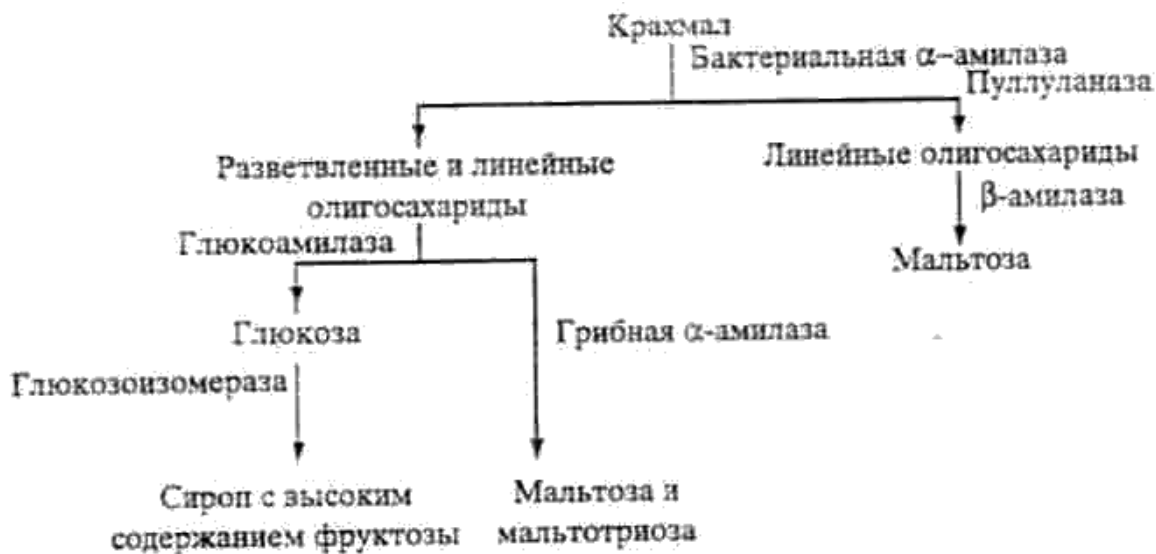 Крахмал
Бактериальная α–амилаза
Пуллуланаза
Разветвленные и линейные
олигосахариды
Линейные олигосахариды
β-амилаза
Глюкоамилаза
Мальтоза
Глюкоза
Грибная α-амилаза
Глюкозоизомераза
Сироп с высоким
содержанием фруктозы
Мальтоза и
мальтотриоза